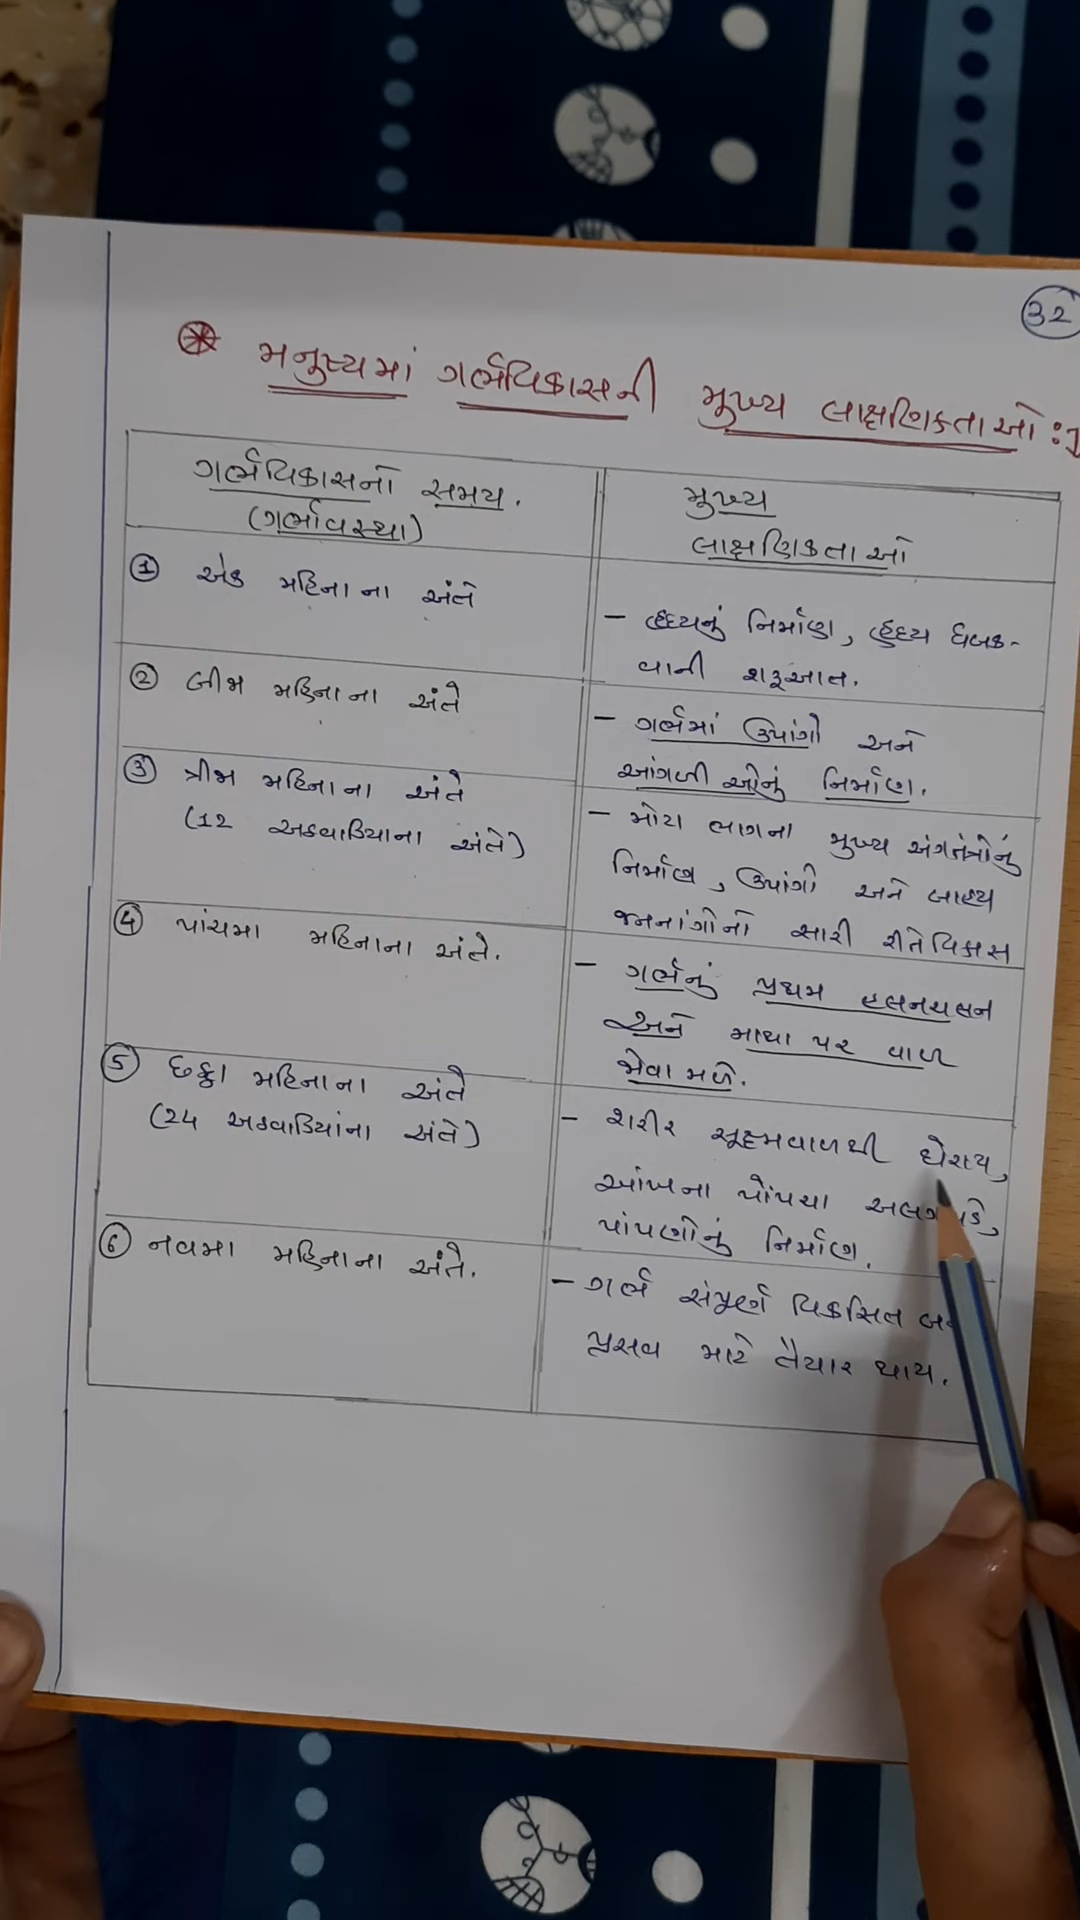 32
મનુષ્યમાં ગર્ભવિકાસની મુખ્ય લાક્ષણિકતાઓ :-
ગર્ભવિકાસનો સમય.
(ગર્ભાવસ્થા)
મુખ્ય
લાક્ષણિકતાઓ
① એક મહિનાના અંતે
- હૃદયનું નિર્માણ, હૃદય ધબક-
વાની શરૂઆત.
② બીજા મહિનાના અંતે
- ગર્ભમાં ઉપાંગો અને
આંગળીઓનું નિર્માણ.
③ ત્રીજા મહિનાના અંતે
(12 અઠવાડિયાના અંતે)
- મોટા ભાગના મુખ્ય અંગતંત્રોનું
નિર્માણ, ઉપાંગો અને બાહ્ય
જનનાંગોનો સારી રીતે વિકાસ
④ પાંચમા મહિનાના અંતે.
- ગર્ભનું પ્રથમ હલનચલન
અને માથા પર વાળ
જોવા મળે.
⑤ છઠ્ઠા મહિનાના અંતે
(24 અઠવાડિયાંના અંતે)
- શરીર સૂક્ષ્મવાળથી ઘેરાય,
આંખના પોંપચા અલગ પડે,
પાંપણોનું નિર્માણ.
⑥ નવમા મહિનાના અંતે.
- ગર્ભ સંપૂર્ણ વિકસિત
પ્રસવ માટે તૈયાર થાય.